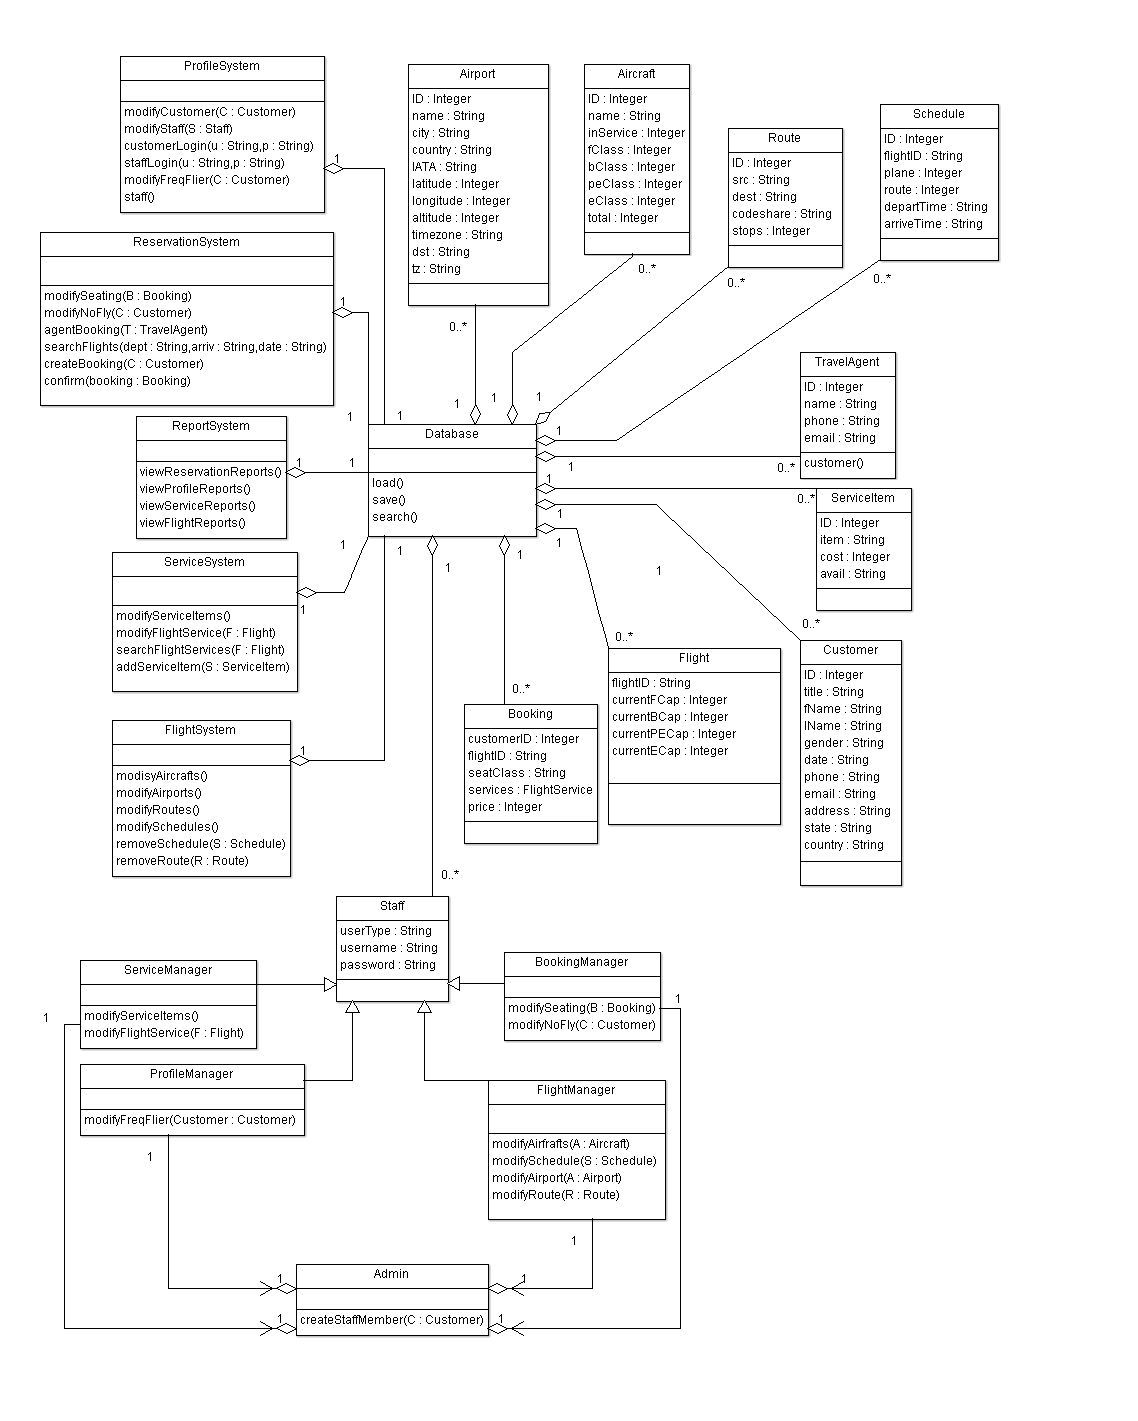 ProfileSystem
modifyCustomer(C : Customer)
modifyStaff(S : Staff)
customerLogin(u : String,p : String)
staffLogin(u : String,p : String)
modifyFreqFlier(C : Customer)
staff()
1
Airport
ID : Integer
name : String
city : String
country : String
IATA : String
latitude : Integer
longitude : Integer
altitude : Integer
timezone : String
dst : String
tz : String
0..*
1
Aircraft
ID : Integer
name : String
inService : Integer
fClass : Integer
bClass : Integer
peClass : Integer
eClass : Integer
total : Integer
0..*
1
Route
ID : Integer
src : String
dest : String
codeshare : String
stops : Integer
0..*
1
Schedule
ID : Integer
flightID : String
plane : Integer
route : Integer
departTime : String
arriveTime : String
0..*
1
ReservationSystem
modifySeating(B : Booking)
modifyNoFly(C : Customer)
agentBooking(T : TravelAgent)
searchFlights(dept : String,arriv : String,date : String)
createBooking(C : Customer)
confirm(booking : Booking)
1
1
1
TravelAgent
ID : Integer
name : String
phone : String
email : String
customer()
0..*
1
ReportSystem
viewReservationReports()
viewProfileReports()
viewServiceReports()
viewFlightReports()
1
1
Database
load()
save()
search()
ServiceItem
ID : Integer
item : String
cost : Integer
avail : String
0..*
1
1
1
1
ServiceSystem
modifyServiceItems()
modifyFlightService(F : Flight)
searchFlightServices(F : Flight)
addServiceItem(S : ServiceItem)
1
1
1
1
1
Flight
flightID : String
currentFCap : Integer
currentBCap : Integer
currentPECap : Integer
currentECap : Integer
0..*
Customer
ID : Integer
title : String
fName : String
lName : String
gender : String
date : String
phone : String
email : String
address : String
state : String
country : String
0..*
Booking
customerID : Integer
flightID : String
seatClass : String
services : FlightService
price : Integer
0..*
FlightSystem
modisyAircrafts()
modifyAirports()
modifyRoutes()
modifySchedules()
removeSchedule(S : Schedule)
removeRoute(R : Route)
1
0..*
Staff
userType : String
username : String
password : String
ServiceManager
modifyServiceItems()
modifyFlightService(F : Flight)
1
BookingManager
modifySeating(B : Booking)
modifyNoFly(C : Customer)
1
ProfileManager
modifyFreqFlier(Customer : Customer)
1
FlightManager
modifyAirfrafts(A : Aircraft)
modifySchedule(S : Schedule)
modifyAirport(A : Airport)
modifyRoute(R : Route)
1
Admin
createStaffMember(C : Customer)
1
1
1
1